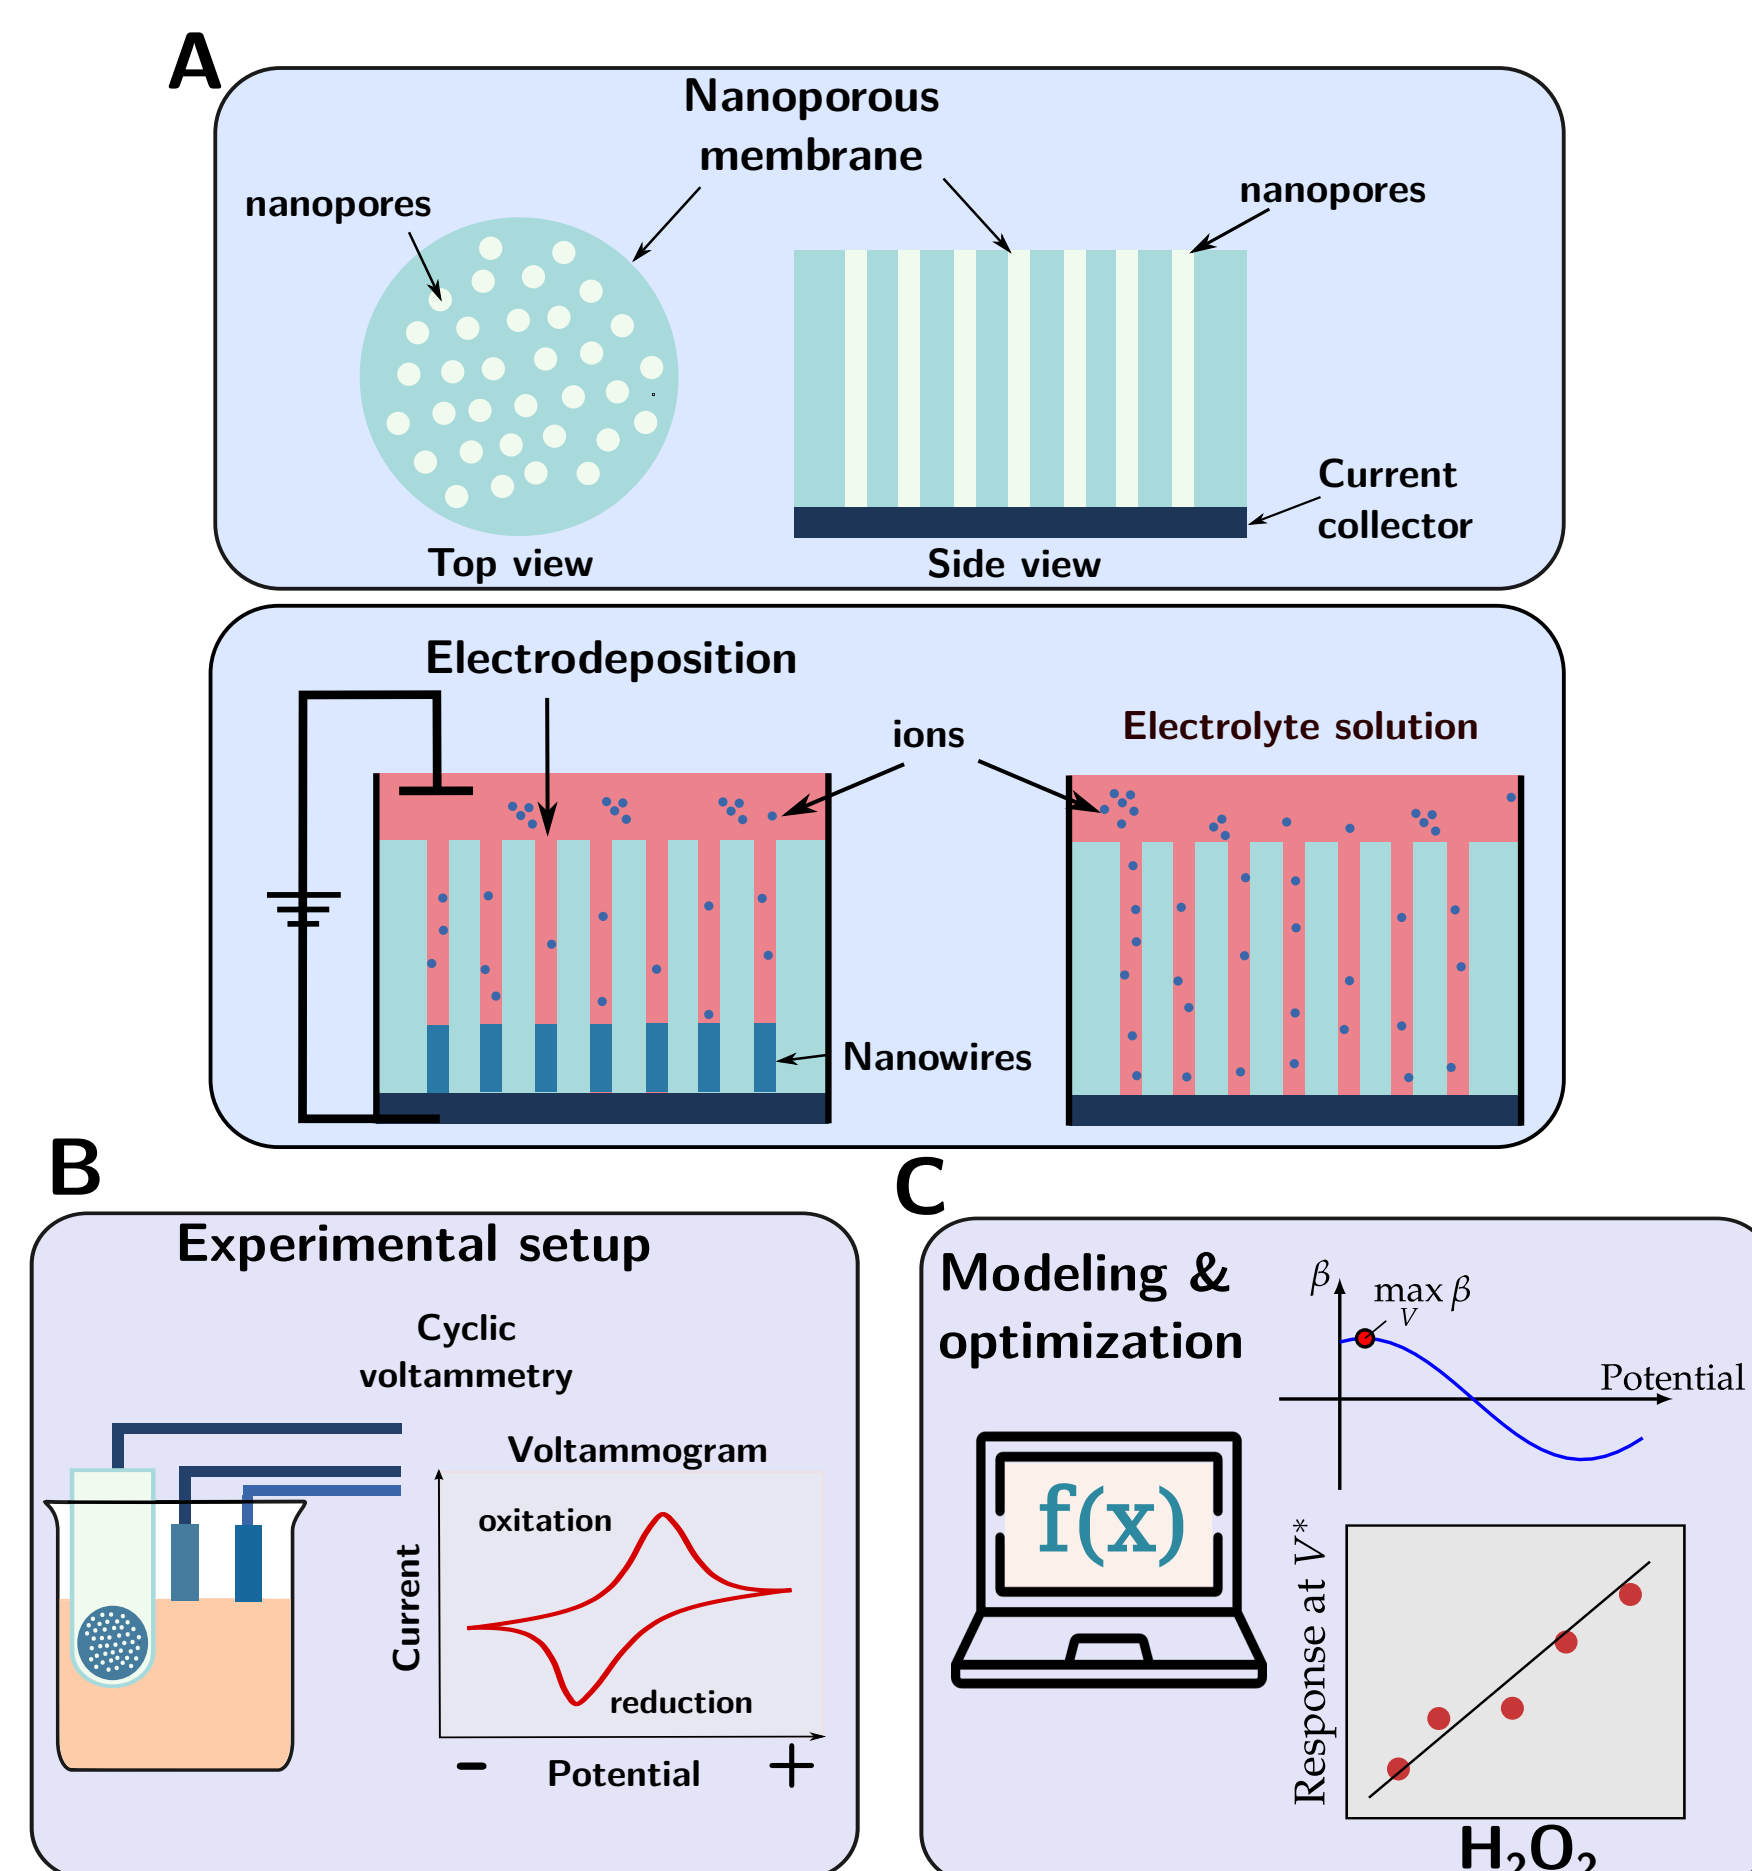 A
Nanoporous
membrane
nanopores
nanopores
Current
collector
Top view
Side view
Electrodeposition
ions
Electrolyte solution
Nanowires
B
Experimental setup
Cyclic
voltammetry
Voltammogram
oxitation
Current
reduction
- Potential +
C
Modeling &
optimization
β
max β
V
Potential
f(x)
Response at V*
H₂O₂